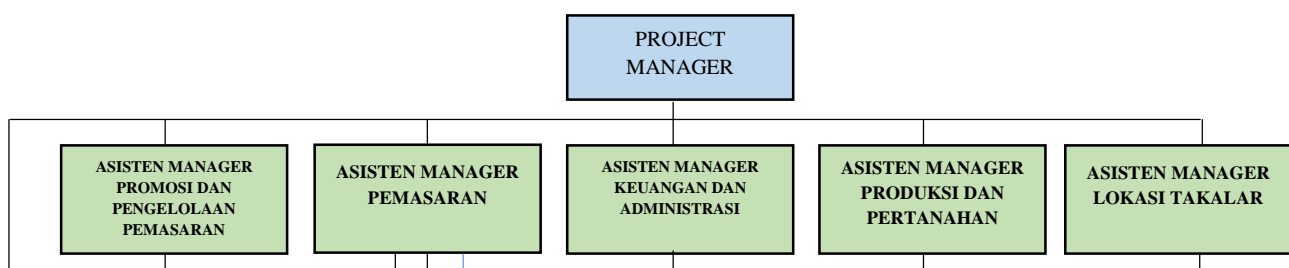 PROJECT
MANAGER
ASISTEN MANAGER
PROMOSI DAN
PENGELOLAAN
PEMASARAN
ASISTEN MANAGER
PEMASARAN
ASISTEN MANAGER
KEUANGAN DAN
ADMINISTRASI
ASISTEN MANAGER
PRODUKSI DAN
PERTANAHAN
ASISTEN MANAGER
LOKASI TAKALAR